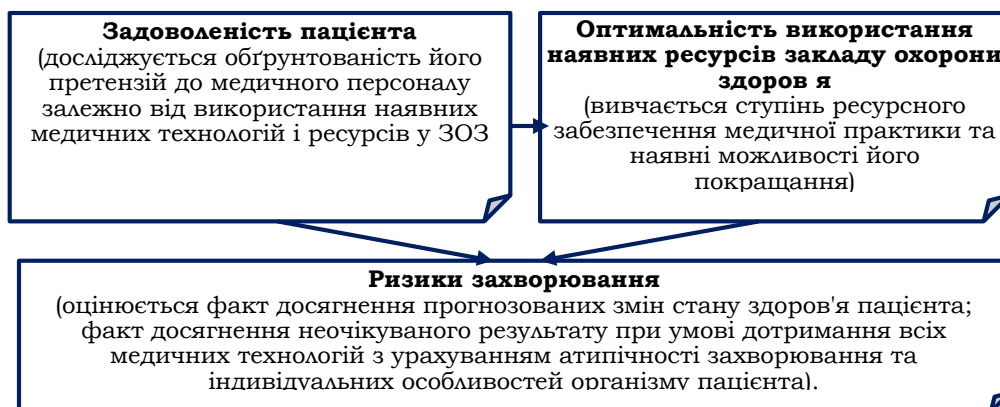 Задоволеність пацієнта
(досліджується обґрунтованість його
претензій до медичного персоналу
залежно від використання наявних
медичних технологій і ресурсів у ЗОЗ
Оптимальність використання
наявних ресурсів закладу охорони
здоров я
(вивчається ступінь ресурсного
забезпечення медичної практики та
наявні можливості його
покращання)
Ризики захворювання
(оцінюється факт досягнення прогнозованих змін стану здоров'я пацієнта;
факт досягнення неочікуваного результату при умові дотримання всіх
медичних технологій з урахуванням атипічності захворювання та
індивідуальних особливостей організму пацієнта).